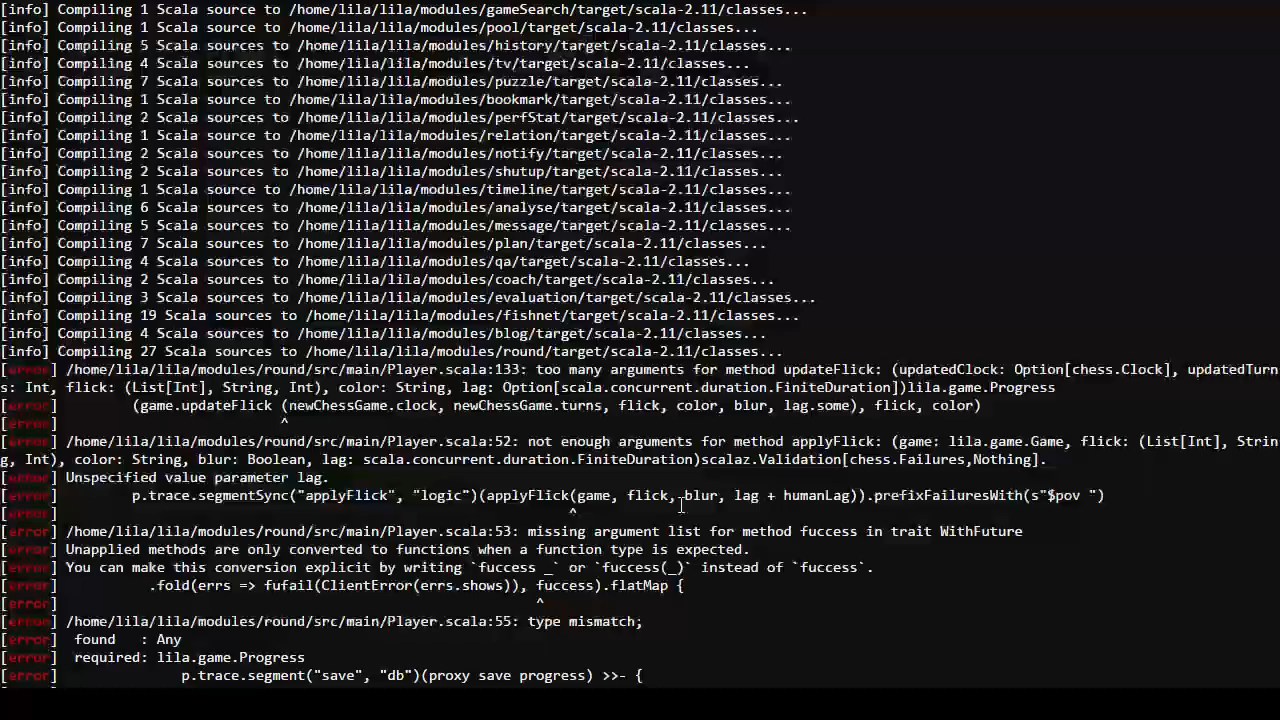 [info] Compiling 1 Scala source to /home/lila/lila/modules/gameSearch/target/scala-2.11/classes...
[info] Compiling 1 Scala source to /home/lila/lila/modules/pool/target/scala-2.11/classes...
[info] Compiling 5 Scala sources to /home/lila/lila/modules/history/target/scala-2.11/classes...
[info] Compiling 4 Scala sources to /home/lila/lila/modules/tv/target/scala-2.11/classes...
[info] Compiling 7 Scala sources to /home/lila/lila/modules/puzzle/target/scala-2.11/classes...
[info] Compiling 1 Scala source to /home/lila/lila/modules/bookmark/target/scala-2.11/classes...
[info] Compiling 2 Scala sources to /home/lila/lila/modules/perfStat/target/scala-2.11/classes...
[info] Compiling 1 Scala source to /home/lila/lila/modules/relation/target/scala-2.11/classes...
[info] Compiling 2 Scala sources to /home/lila/lila/modules/notify/target/scala-2.11/classes...
[info] Compiling 2 Scala sources to /home/lila/lila/modules/shutup/target/scala-2.11/classes...
[info] Compiling 1 Scala source to /home/lila/lila/modules/timeline/target/scala-2.11/classes...
[info] Compiling 6 Scala sources to /home/lila/lila/modules/analyse/target/scala-2.11/classes...
[info] Compiling 5 Scala sources to /home/lila/lila/modules/message/target/scala-2.11/classes...
[info] Compiling 7 Scala sources to /home/lila/lila/modules/plan/target/scala-2.11/classes...
[info] Compiling 4 Scala sources to /home/lila/lila/modules/qa/target/scala-2.11/classes...
[info] Compiling 2 Scala sources to /home/lila/lila/modules/coach/target/scala-2.11/classes...
[info] Compiling 3 Scala sources to /home/lila/lila/modules/evaluation/target/scala-2.11/classes...
[info] Compiling 19 Scala sources to /home/lila/lila/modules/fishnet/target/scala-2.11/classes...
[info] Compiling 4 Scala sources to /home/lila/lila/modules/blog/target/scala-2.11/classes...
[info] Compiling 27 Scala sources to /home/lila/lila/modules/round/target/scala-2.11/classes...
[error] /home/lila/lila/modules/round/src/main/Player.scala:133: too many arguments for method updateFlick: (updatedClock: Option[chess.Clock], updatedTurn
s: Int, flick: (List[Int], String, Int), color: String, lag: Option[scala.concurrent.duration.FiniteDuration])lila.game.Progress
[error]         (game.updateFlick (newChessGame.clock, newChessGame.turns, flick, color, blur, lag.some), flick, color)
[error]                           ^
[error] /home/lila/lila/modules/round/src/main/Player.scala:52: not enough arguments for method applyFlick: (game: lila.game.Game, flick: (List[Int], Strin
g, Int), color: String, blur: Boolean, lag: scala.concurrent.duration.FiniteDuration)scalaz.Validation[chess.Failures,Nothing].
[error] Unspecified value parameter lag.
[error]         p.trace.segmentSync("applyFlick", "logic")(applyFlick(game, flick, blur, lag + humanLag)).prefixFailuresWith(s"$pov ")
[error]                                                              ^
[error] /home/lila/lila/modules/round/src/main/Player.scala:53: missing argument list for method fuccess in trait WithFuture
[error] Unapplied methods are only converted to functions when a function type is expected.
[error] You can make this conversion explicit by writing `fuccess _` or `fuccess(_)` instead of `fuccess`.
[error]           .fold(errs => fufail(ClientError(errs.shows)), fuccess).flatMap {
[error]                                                          ^
[error] /home/lila/lila/modules/round/src/main/Player.scala:55: type mismatch;
[error]  found   : Any
[error]  required: lila.game.Progress
[error]               p.trace.segment("save", "db")(proxy save progress) >>- {